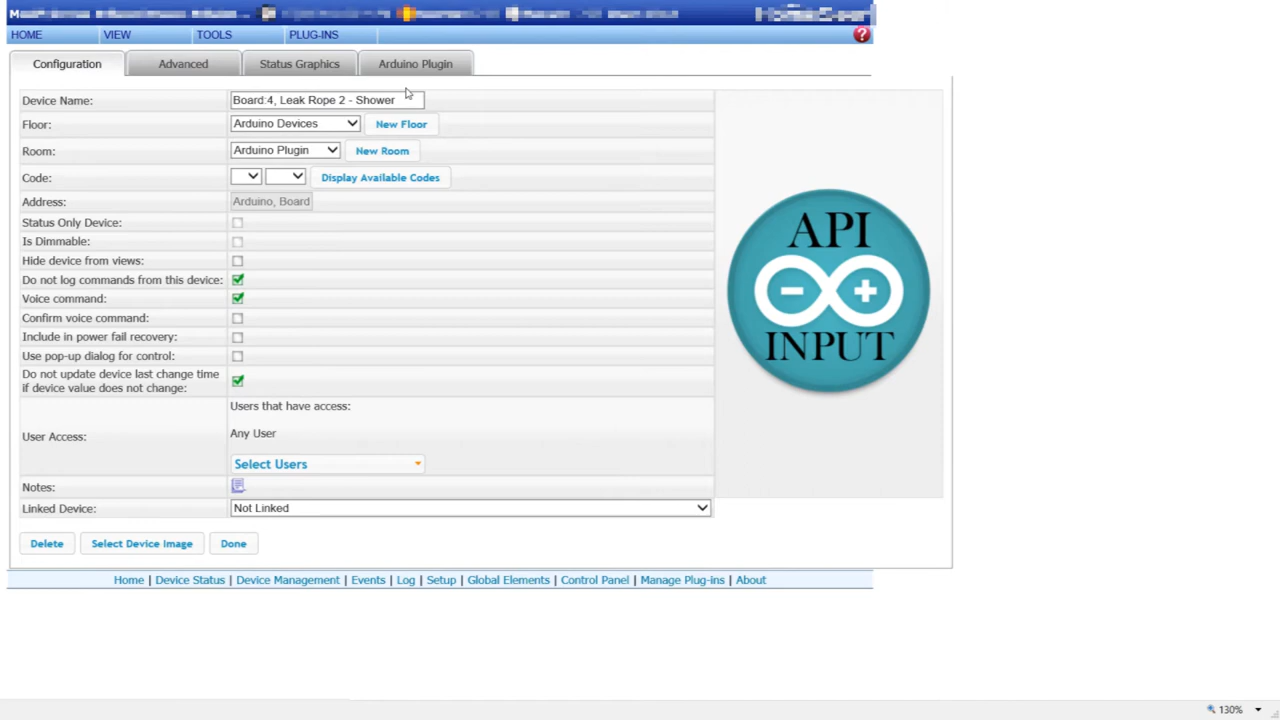 HOME VIEW TOOLS PLUG-INS ?
Configuration Advanced Status Graphics Arduino Plugin
Device Name: Board:4, Leak Rope 2 - Shower
Floor: Arduino Devices New Floor
Room: Arduino Plugin New Room
Code: Display Available Codes
Address: Arduino, Board
Status Only Device:
Is Dimmable:
Hide device from views:
Do not log commands from this device:
Voice command:
Confirm voice command:
Include in power fail recovery:
Use pop-up dialog for control:
Do not update device last change time
if device value does not change:
Users that have access:
User Access: Any User
Select Users
Notes:
Linked Device: Not Linked
Delete Select Device Image Done
API
INPUT
Home | Device Status | Device Management | Events | Log | Setup | Global Elements | Control Panel | Manage Plug-ins | About
130%